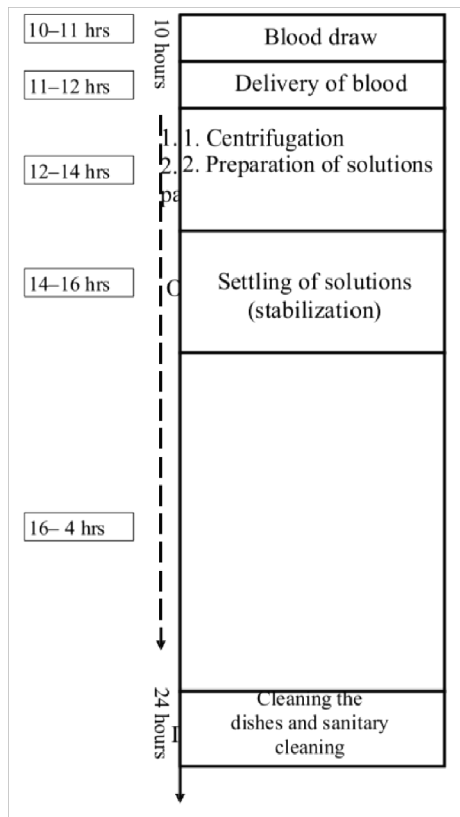 10–11 hrs
10 hours
Blood draw
11–12 hrs
Delivery of blood
1. 1. Centrifugation
12–14 hrs
2. 2. Preparation of solutions
pa
14–16 hrs
C
Settling of solutions
(stabilization)
16– 4 hrs
24 hours
Cleaning the
dishes and sanitary
cleaning